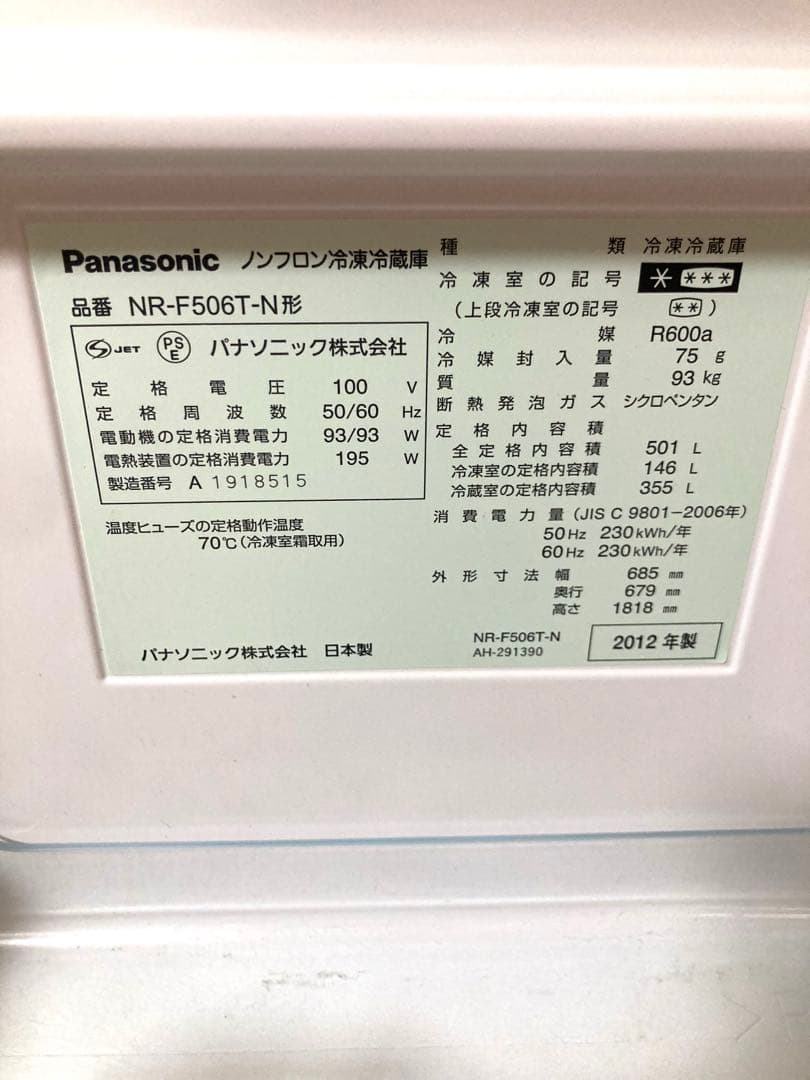 Panasonic ノンフロン冷凍冷蔵庫
品番 NR-F506T-N形
S JET PSE パナソニック株式会社
定格電圧 100 V
定格周波数 50/60 Hz
電動機の定格消費電力 93/93 W
電熱装置の定格消費電力 195 W
製造番号 A 1918515
温度ヒューズの定格動作温度
70℃(冷凍室霜取用)
パナソニック株式会社 日本製
種類 冷凍冷蔵庫
冷凍室の記号 * ***
(上段冷凍室の記号 ** )
冷媒 R600a
冷媒封入量 75 g
質量 93 kg
断熱発泡ガス シクロペンタン
定格内容積
全定格内容積 501 L
冷凍室の定格内容積 146 L
冷蔵室の定格内容積 355 L
消費電力量(JIS C 9801-2006年)
50Hz 230kWh/年
60Hz 230kWh/年
外形寸法 幅 685 mm
奥行 679 mm
高さ 1818 mm
NR-F506T-N
AH-291390
2012 年製